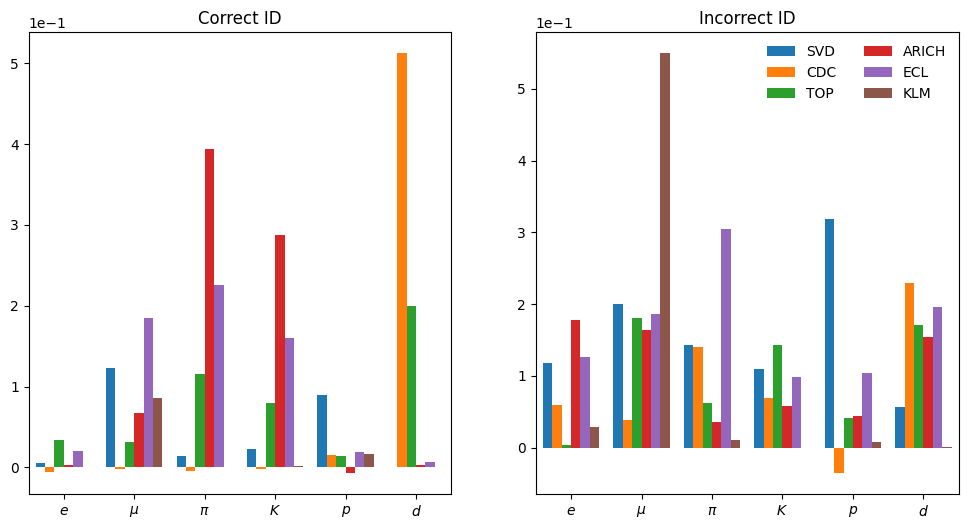 Correct ID
1e−1
5
4
3
2
1
0
e μ π K p d
Incorrect ID
1e−1
5
4
3
2
1
0
e μ π K p d
SVD
CDC
TOP
ARICH
ECL
KLM